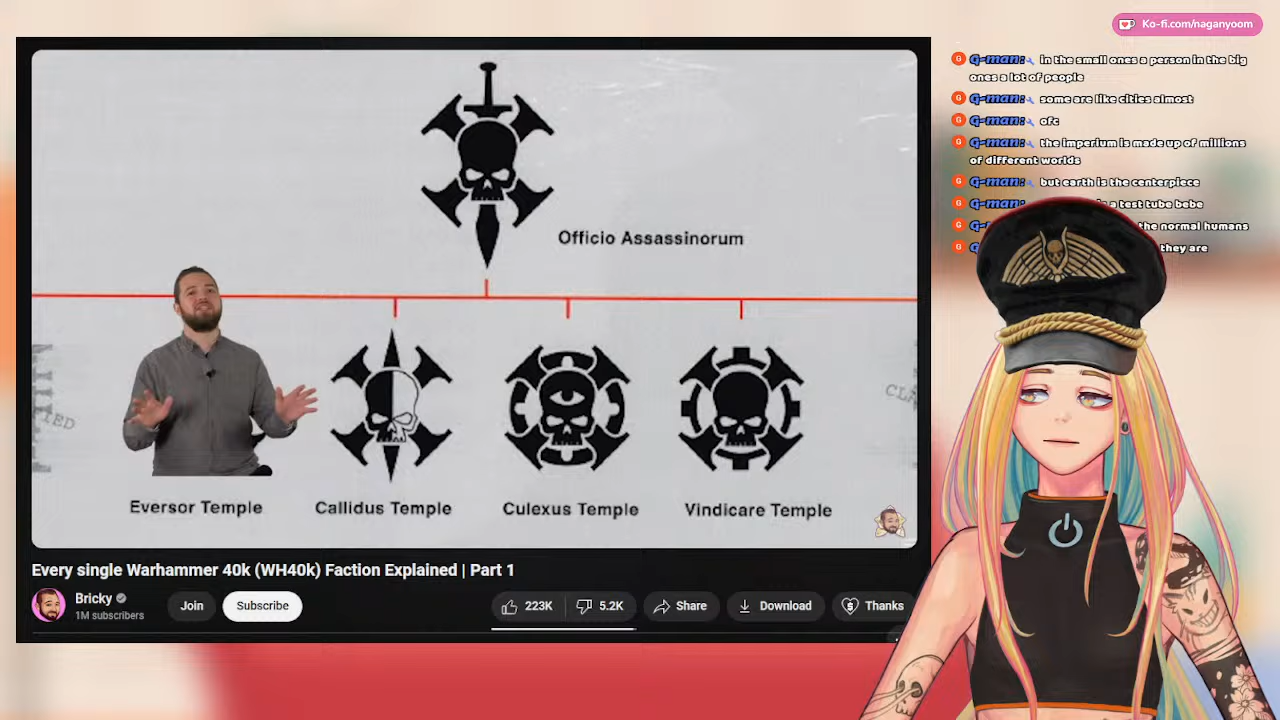 Ko-fi.com/naganyoom
G-man: in the small ones a person in the big
ones a lot of people
G-man: some are like cities almost
G-man: ofc
G-man: the imperium is made up of millions
of different worlds
G-man: but earth is the centerpiece
G-man: a test tube bebe
the normal humans
they are
Officio Assassinorum
Eversor Temple
Callidus Temple
Culexus Temple
Vindicare Temple
Every single Warhammer 40k (WH40k) Faction Explained | Part 1
Bricky
1M subscribers
Join
Subscribe
223K
5.2K
Share
Download
Thanks